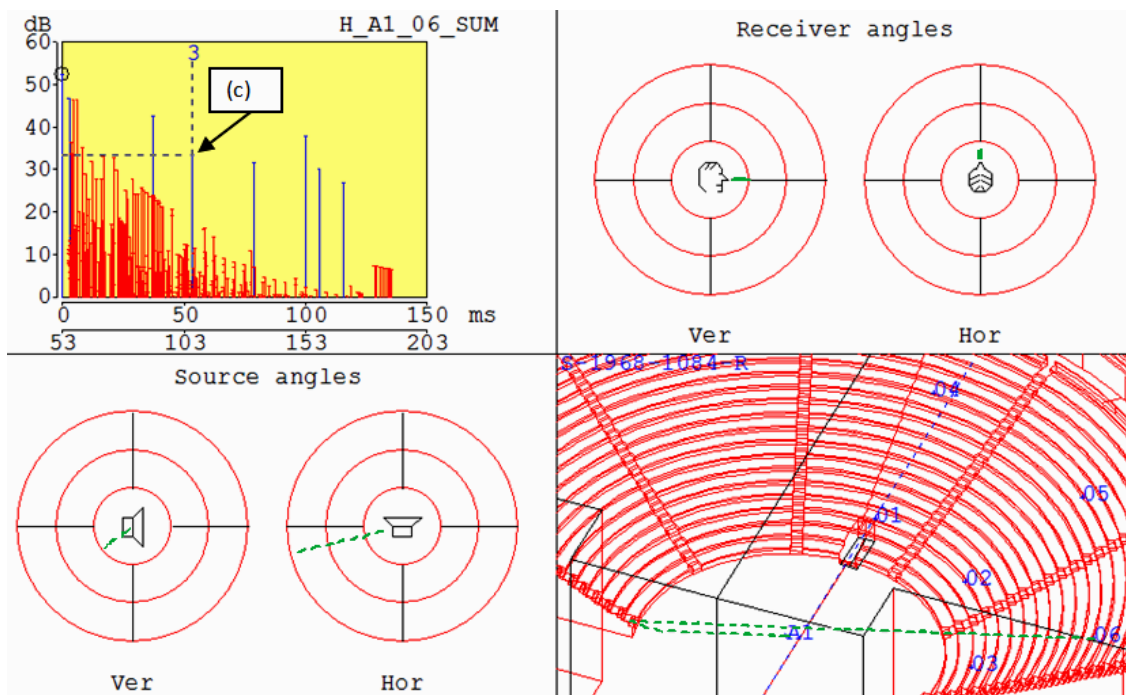 dB
H_A1_06_SUM
60
50
40
30
20
10
0
3
(c)
0 50 100 150 ms
53 103 153 203
Receiver angles
Ver Hor
Source angles
Ver Hor
S-1968-1084-R
04
05
01
02
A1
06
03